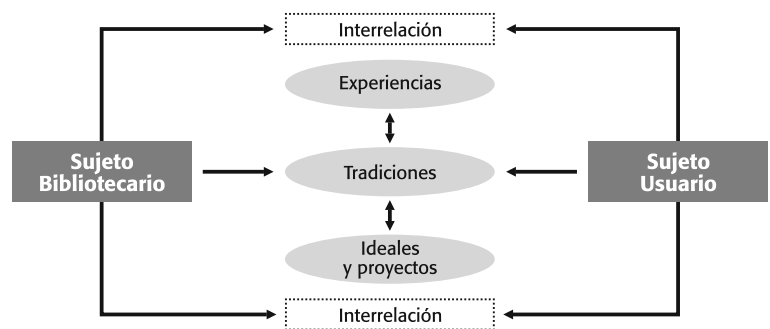 Interrelación
Experiencias
Sujeto
Bibliotecario
Tradiciones
Sujeto
Usuario
Ideales
y proyectos
Interrelación